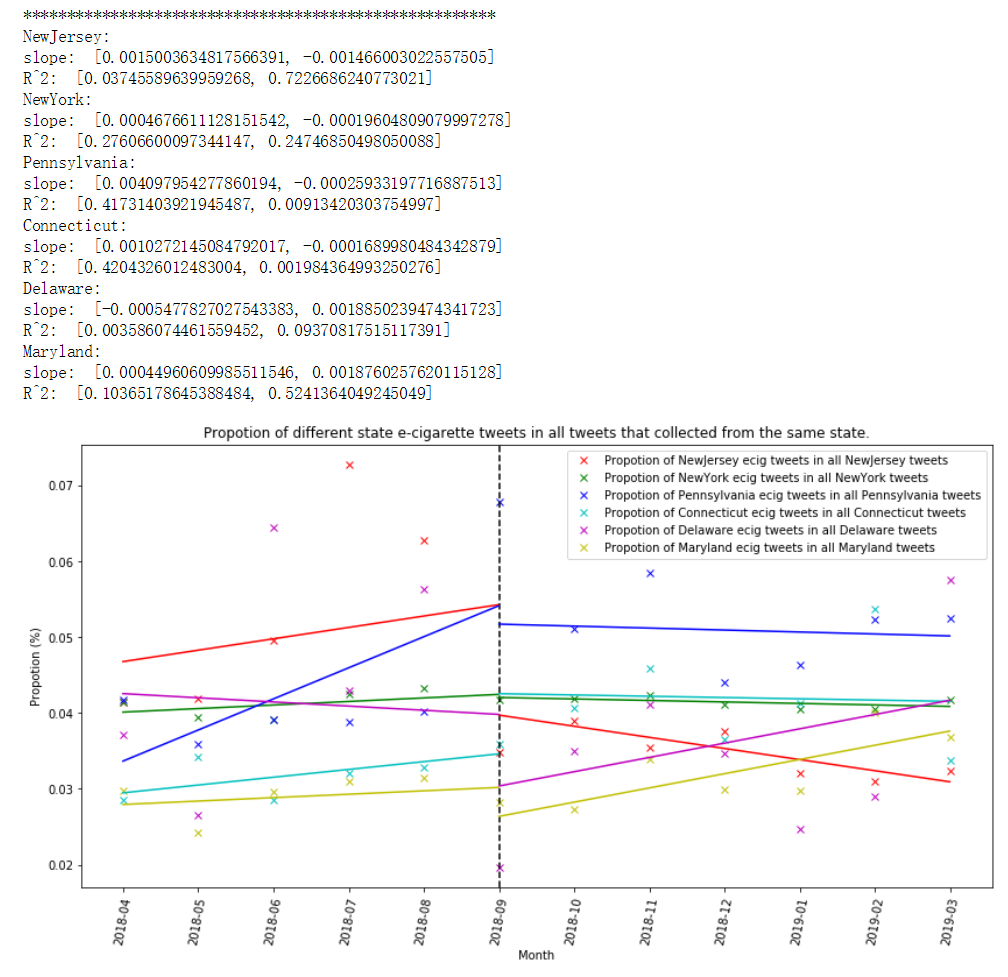 ******************************************************
NewJersey:
slope:  [0.0015003634817566391, -0.001466003022557505]
R^2:  [0.03745589639959268, 0.7226686240773021]
NewYork:
slope:  [0.0004676611128151542, -0.00019604809079997278]
R^2:  [0.27606600097344147, 0.24746850498050088]
Pennsylvania:
slope:  [0.004097954277860194, -0.00025933197716887513]
R^2:  [0.41731403921945487, 0.00913420303754997]
Connecticut:
slope:  [0.0010272145084792017, -0.0001689980484342879]
R^2:  [0.4204326012483004, 0.001984364993250276]
Delaware:
slope:  [-0.0005477827027543383, 0.0018850239474341723]
R^2:  [0.003586074461559452, 0.09370817515117391]
Maryland:
slope:  [0.00044960609985511546, 0.0018760257620115128]
R^2:  [0.10365178645388484, 0.5241364049245049]
Propotion of different state e-cigarette tweets in all tweets that collected from the same state.
Propotion of NewJersey ecig tweets in all NewJersey tweets
Propotion of NewYork ecig tweets in all NewYork tweets
Propotion of Pennsylvania ecig tweets in all Pennsylvania tweets
Propotion of Connecticut ecig tweets in all Connecticut tweets
Propotion of Delaware ecig tweets in all Delaware tweets
Propotion of Maryland ecig tweets in all Maryland tweets
0.07
0.06
0.05
0.04
0.03
0.02
Propotion (%)
2018-04
2018-05
2018-06
2018-07
2018-08
2018-09
2018-10
2018-11
2018-12
2019-01
2019-02
2019-03
Month